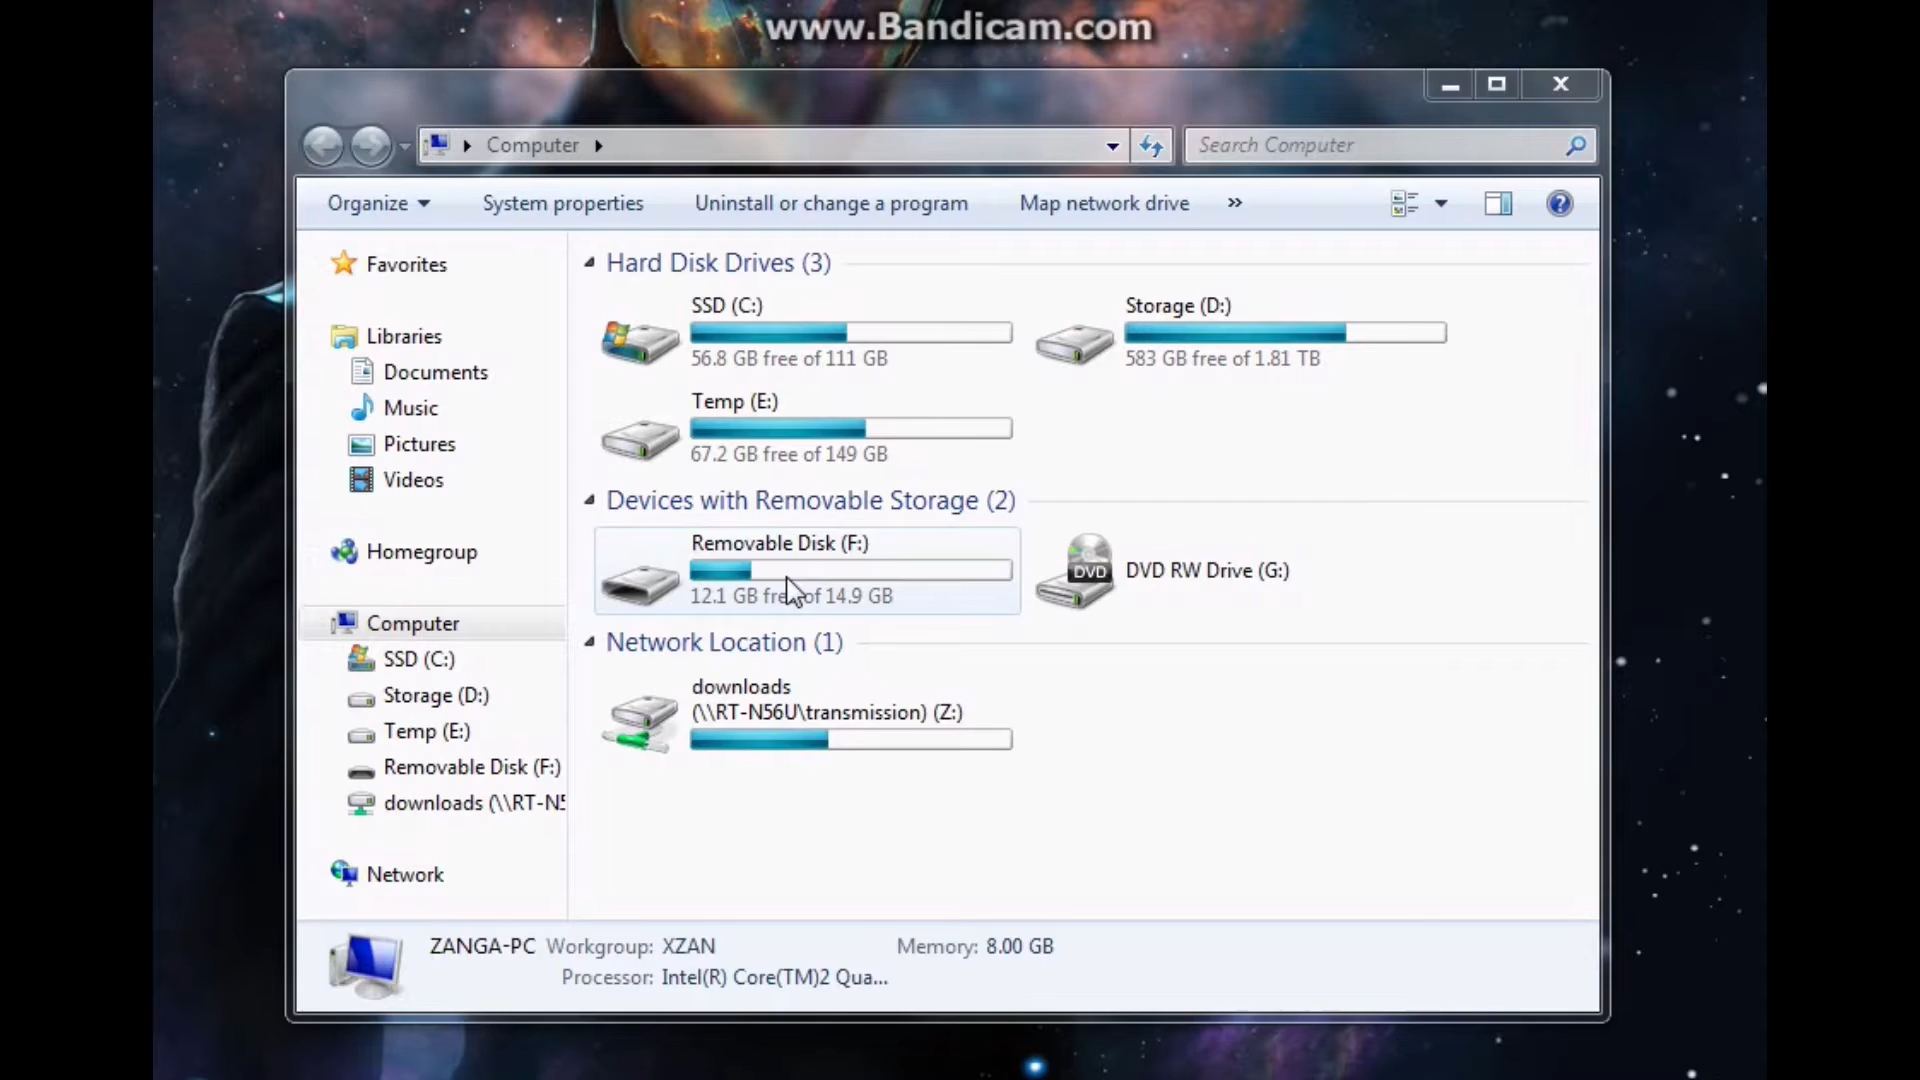 www.Bandicam.com
Computer
Search Computer
Organize
System properties
Uninstall or change a program
Map network drive
»
?
Favorites
Libraries
Documents
Music
Pictures
Videos
Homegroup
Computer
SSD (C:)
Storage (D:)
Temp (E:)
Removable Disk (F:)
downloads (\\RT-N5
Network
Hard Disk Drives (3)
SSD (C:)
56.8 GB free of 111 GB
Storage (D:)
583 GB free of 1.81 TB
Temp (E:)
67.2 GB free of 149 GB
Devices with Removable Storage (2)
Removable Disk (F:)
12.1 GB free of 14.9 GB
DVD
DVD RW Drive (G:)
Network Location (1)
downloads
(\\RT-N56U\transmission) (Z:)
ZANGA-PC Workgroup: XZAN Memory: 8.00 GB
Processor: Intel(R) Core(TM)2 Qua...